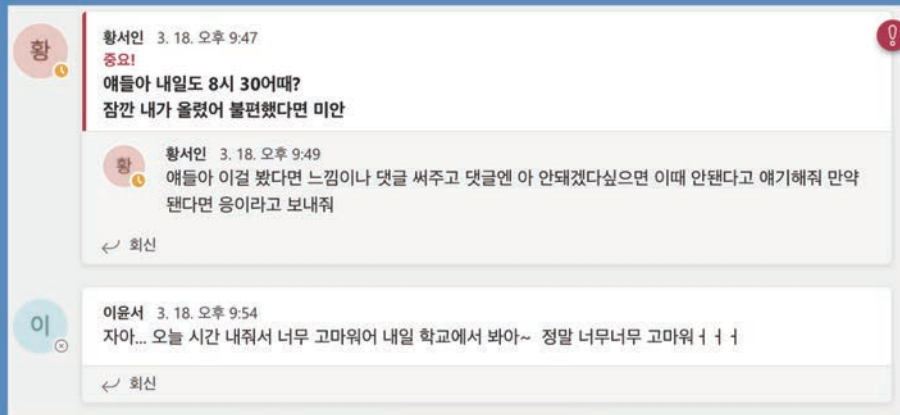 황
황서인 3. 18. 오후 9:47
중요!
얘들아 내일도 8시 30어때?
잠깐 내가 올렸어 불편했다면 미안
황
황서인 3. 18. 오후 9:49
얘들아 이걸 봤다면 느낌이나 댓글 써주고 댓글엔 아 안돼겠다싶으면 이때 안됀다고 얘기해줘 만약
됀다면 응이라고 보내줘
회신
이
이윤서 3. 18. 오후 9:54
자아... 오늘 시간 내줘서 너무 고마워어 내일 학교에서 봐아~ 정말 너무너무 고마워ㅓㅓㅓ
회신